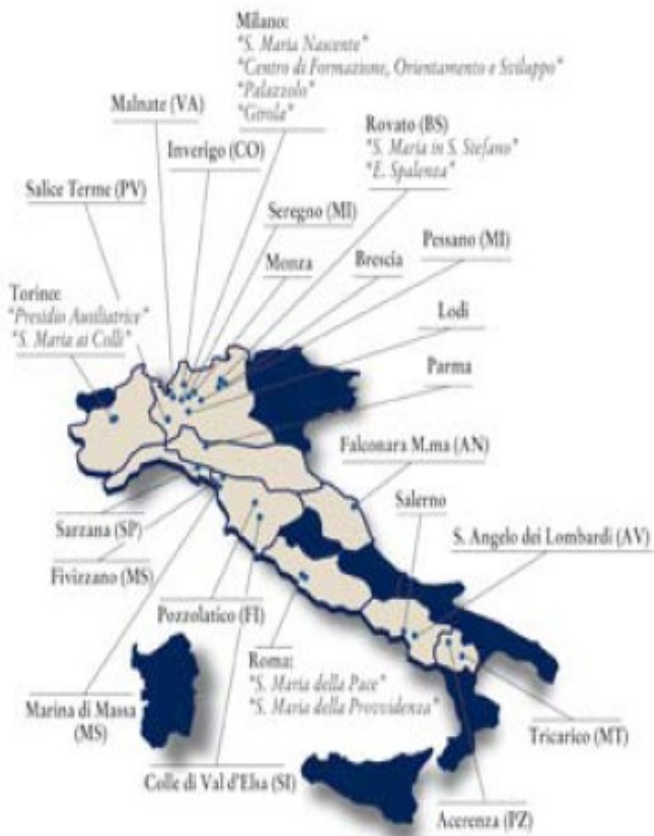 Milano:
"S. Maria Nascente"
"Centro di Formazione, Orientamento e Sviluppo"
"Palazzolo"
"Girola"
Malnate (VA)
Inverigo (CO)
Rovato (BS)
"S. Maria in S. Stefano"
"E. Spalenza"
Salice Terme (PV)
Seregno (MI)
Pessano (MI)
Monza
Brescia
Torino:
"Presidio Ausiliatrice"
"S. Maria ai Colli"
Lodi
Parma
Falconara M.ma (AN)
Salerno
Sarzana (SP)
S. Angelo dei Lombardi (AV)
Fivizzano (MS)
Pozzolatico (FI)
Roma:
"S. Maria della Pace"
"S. Maria della Provvidenza"
Marina di Massa
(MS)
Tricarico (MT)
Colle di Val d'Elsa (SI)
Acerenza (PZ)